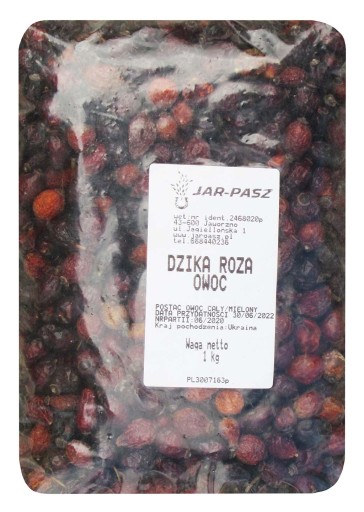 JAR-PASZ
wet.nr ident.2468020p
43-600 Jaworzno
ul.Jagiellońska 1
www.jarpasz.pl
tel.668440236
DZIKA ROZA
OWOC
POSTAC OWOC CAŁY/MIELONY
DATA PRZYDATNOŚCI 30/06/2022
NRPARTII:06/2020
Kraj pochodzenia:Ukraina
Waga netto
1 kg
PL3007163p